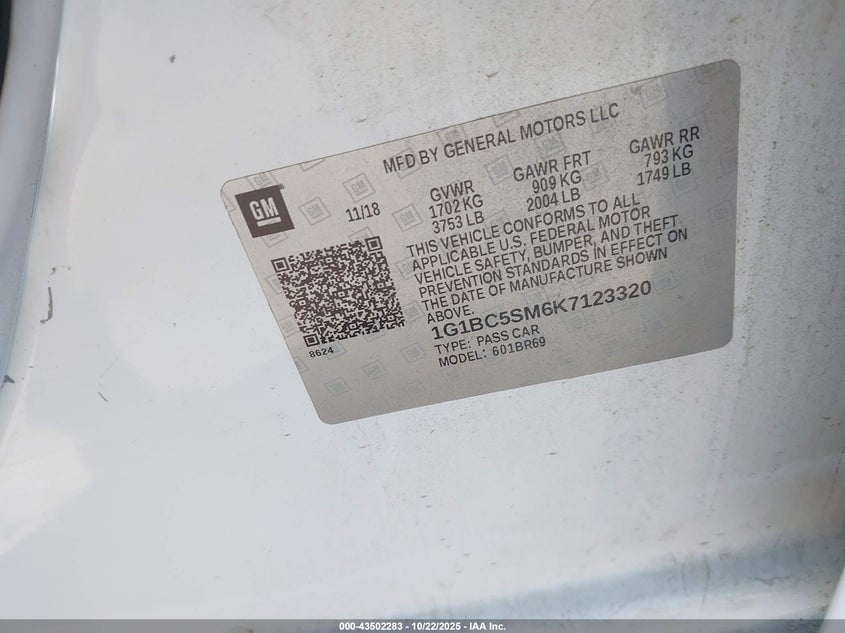 MFD BY GENERAL MOTORS LLC
GM
11/18
GVWR
1702 KG
3753 LB
GAWR FRT
909 KG
2004 LB
GAWR RR
793 KG
1749 LB
THIS VEHICLE CONFORMS TO ALL
APPLICABLE U.S. FEDERAL MOTOR
VEHICLE SAFETY, BUMPER, AND THEFT
PREVENTION STANDARDS IN EFFECT ON
THE DATE OF MANUFACTURE SHOWN
ABOVE.
1G1BC5SM6K7123320
TYPE: PASS CAR
MODEL: 601BR69
8624
000-43502283 - 10/22/2025 - IAA Inc.